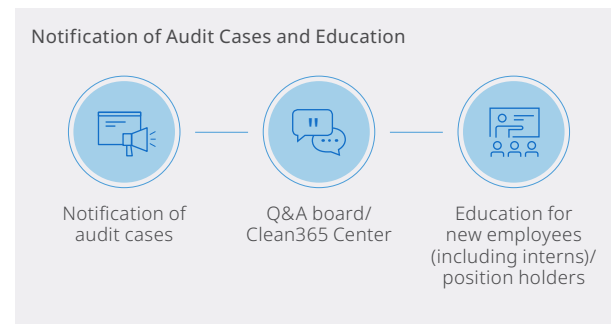 Notification of Audit Cases and Education
"
Notification of
audit cases
Q&A board/
Clean365 Center
Education for
new employees
(including interns)/
position holders